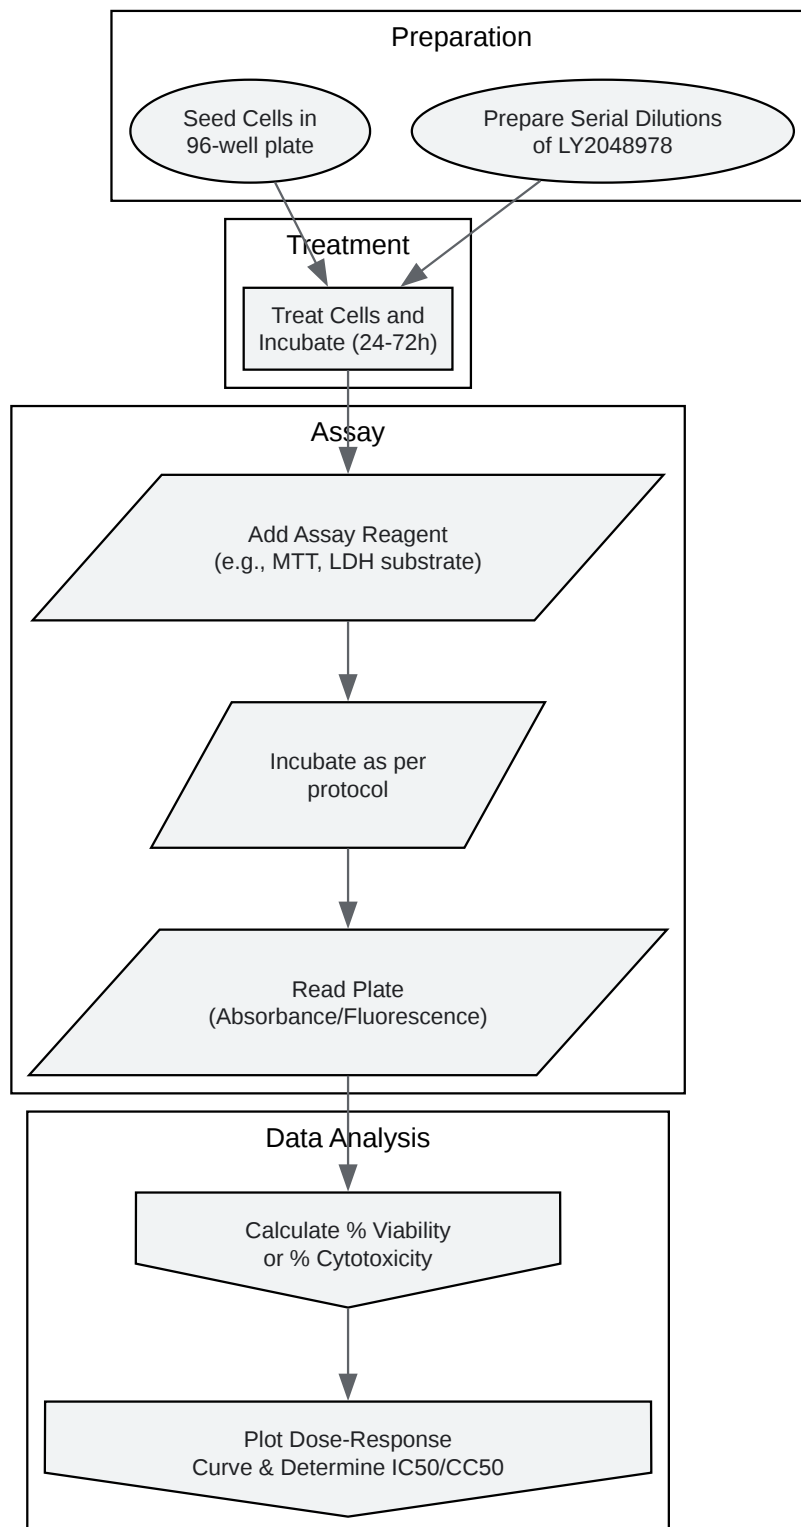 Preparation
Seed Cells in
96-well plate
Prepare Serial Dilutions
of LY2048978
Treatment
Treat Cells and
Incubate (24-72h)
Assay
Add Assay Reagent
(e.g., MTT, LDH substrate)
Incubate as per
protocol
Read Plate
(Absorbance/Fluorescence)
Data Analysis
Calculate % Viability
or % Cytotoxicity
Plot Dose-Response
Curve & Determine IC50/CC50